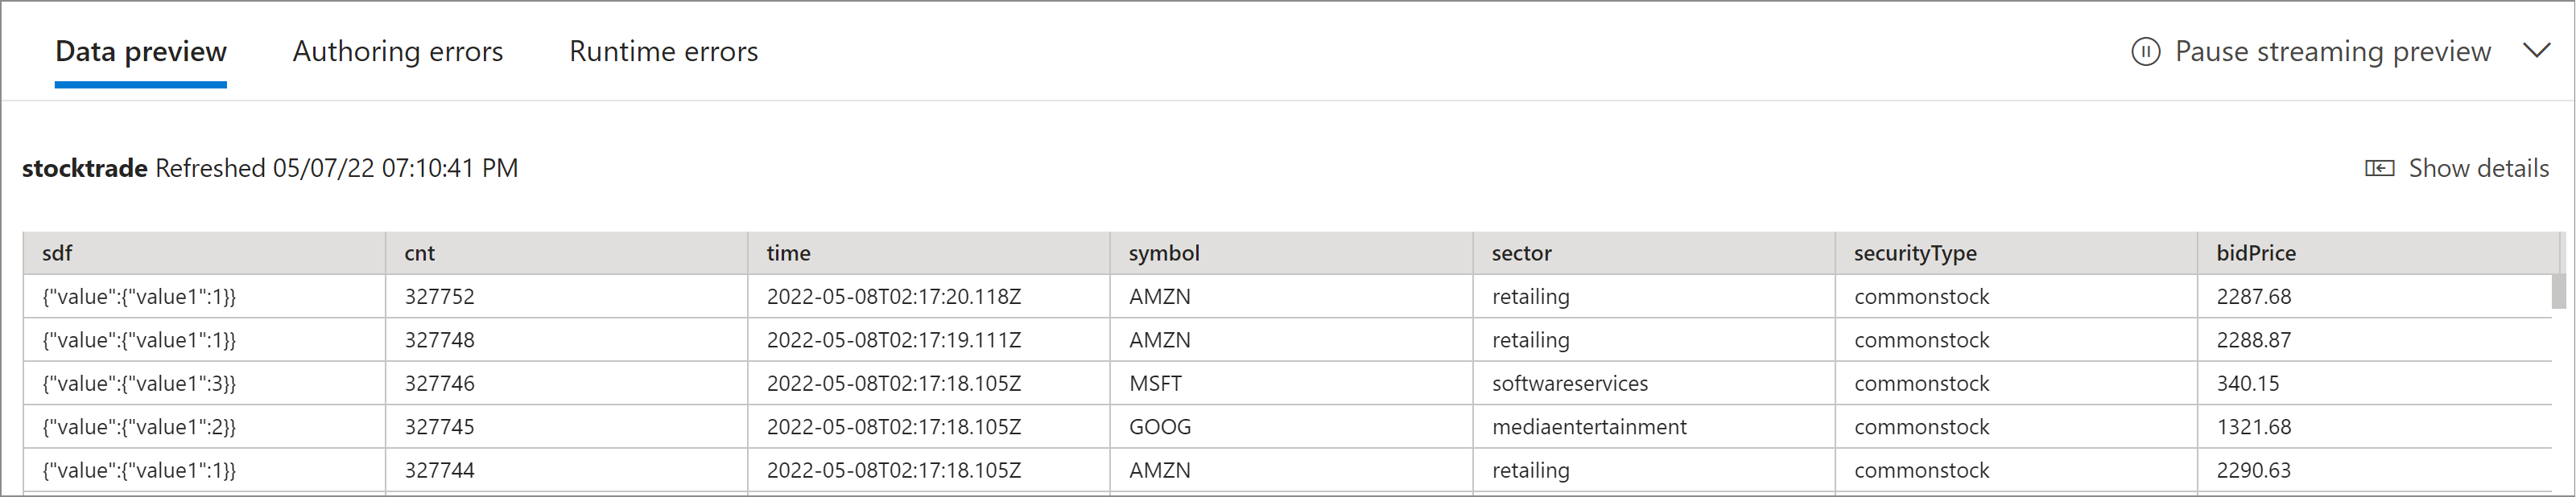 Data preview Authoring errors Runtime errors Pause streaming preview
stocktrade Refreshed 05/07/22 07:10:41 PM Show details
sdf cnt time symbol sector securityType bidPrice
{"value":{"value1":1}} 327752 2022-05-08T02:17:20.118Z AMZN retailing commonstock 2287.68
{"value":{"value1":1}} 327748 2022-05-08T02:17:19.111Z AMZN retailing commonstock 2288.87
{"value":{"value1":3}} 327746 2022-05-08T02:17:18.105Z MSFT softwareservices commonstock 340.15
{"value":{"value1":2}} 327745 2022-05-08T02:17:18.105Z GOOG mediaentertainment commonstock 1321.68
{"value":{"value1":1}} 327744 2022-05-08T02:17:18.105Z AMZN retailing commonstock 2290.63